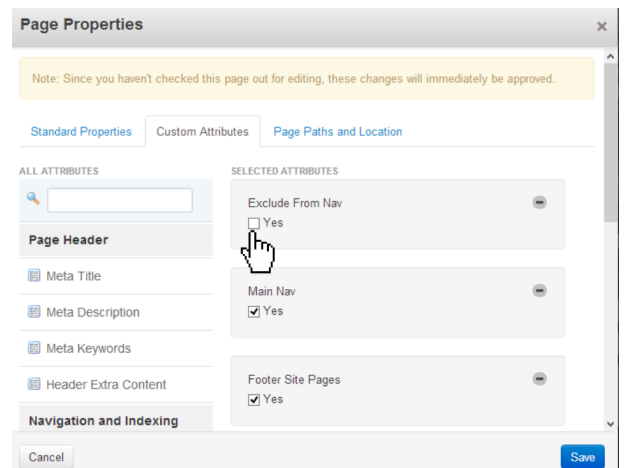 Page Properties
×
Note: Since you haven't checked this page out for editing, these changes will immediately be approved.
Standard Properties
Custom Attributes
Page Paths and Location
ALL ATTRIBUTES
Page Header
Meta Title
Meta Description
Meta Keywords
Header Extra Content
Navigation and Indexing
SELECTED ATTRIBUTES
Exclude From Nav
Yes
Main Nav
Yes
Footer Site Pages
Yes
Cancel
Save